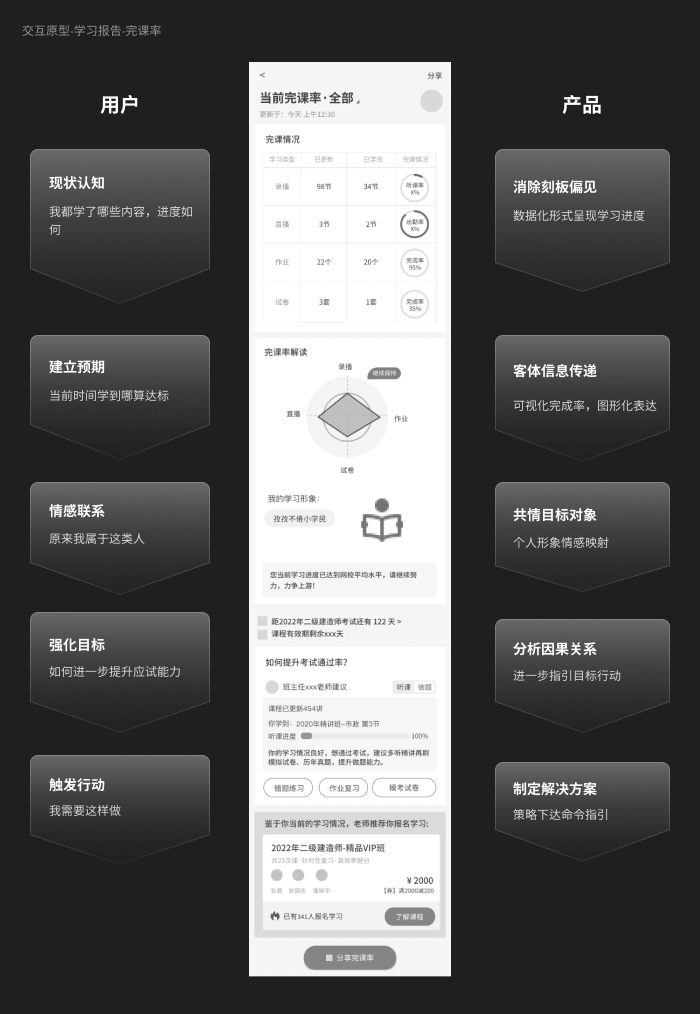 交互原型-学习报告-完课率
用户
现状认知
我都学了哪些内容，进度如
何
建立预期
当前时间学到哪算达标
情感联系
原来我属于这类人
强化目标
如何进一步提升应试能力
触发行动
我需要这样做
<
分享
当前完课率·全部
更新于：今天 上午12:30
完课情况
学习类型 已更新 已学完 完课情况
录播 98节 34节 听课率 X%
直播 3节 2节 出勤率 X%
作业 22个 20个 完成率 95%
试卷 3套 1套 完成率 35%
完课率解读
录播
继续保持
直播
作业
试卷
我的学习形象：
孜孜不倦小学民
您当前学习进度已达到网校平均水平，请继续努
力，力争上游！
距2022年二级建造师考试还有 122 天 >
课程有效期剩余xxx天
如何提升考试通过率？
班主任xxx老师建议
听课 做题
课程已更新454讲
你学到： 2020年精讲班-市政 第3节
听课进度 100%
你的学习情况良好，想通过考试，建议多听精讲再刷
模拟试卷、历年真题，提升做题能力。
错题练习 作业复习 模考试卷
鉴于你当前的学习情况，老师推荐你报名学习：
2022年二级建造师-精品VIP班
共23次课·针对性复习·高效率提分
¥ 2000
【券】满2000减200
已有341人报名学习
了解课程
分享完课率
产品
消除刻板偏见
数据化形式呈现学习进度
客体信息传递
可视化完成率，图形化表达
共情目标对象
个人形象情感映射
分析因果关系
进一步指引目标行动
制定解决方案
策略下达命令指引